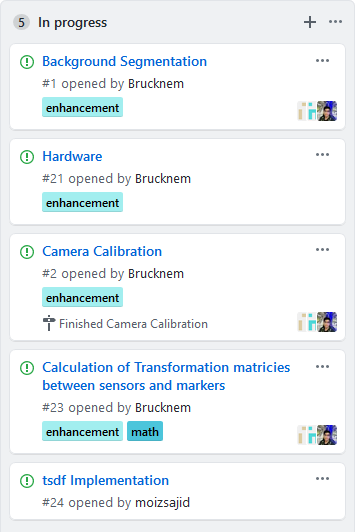 5 In progress
Background Segmentation
#1 opened by Brucknem
enhancement
Hardware
#21 opened by Brucknem
enhancement
Camera Calibration
#2 opened by Brucknem
enhancement
Finished Camera Calibration
Calculation of Transformation matricies
between sensors and markers
#23 opened by Brucknem
enhancement math
tsdf Implementation
#24 opened by moizsajid